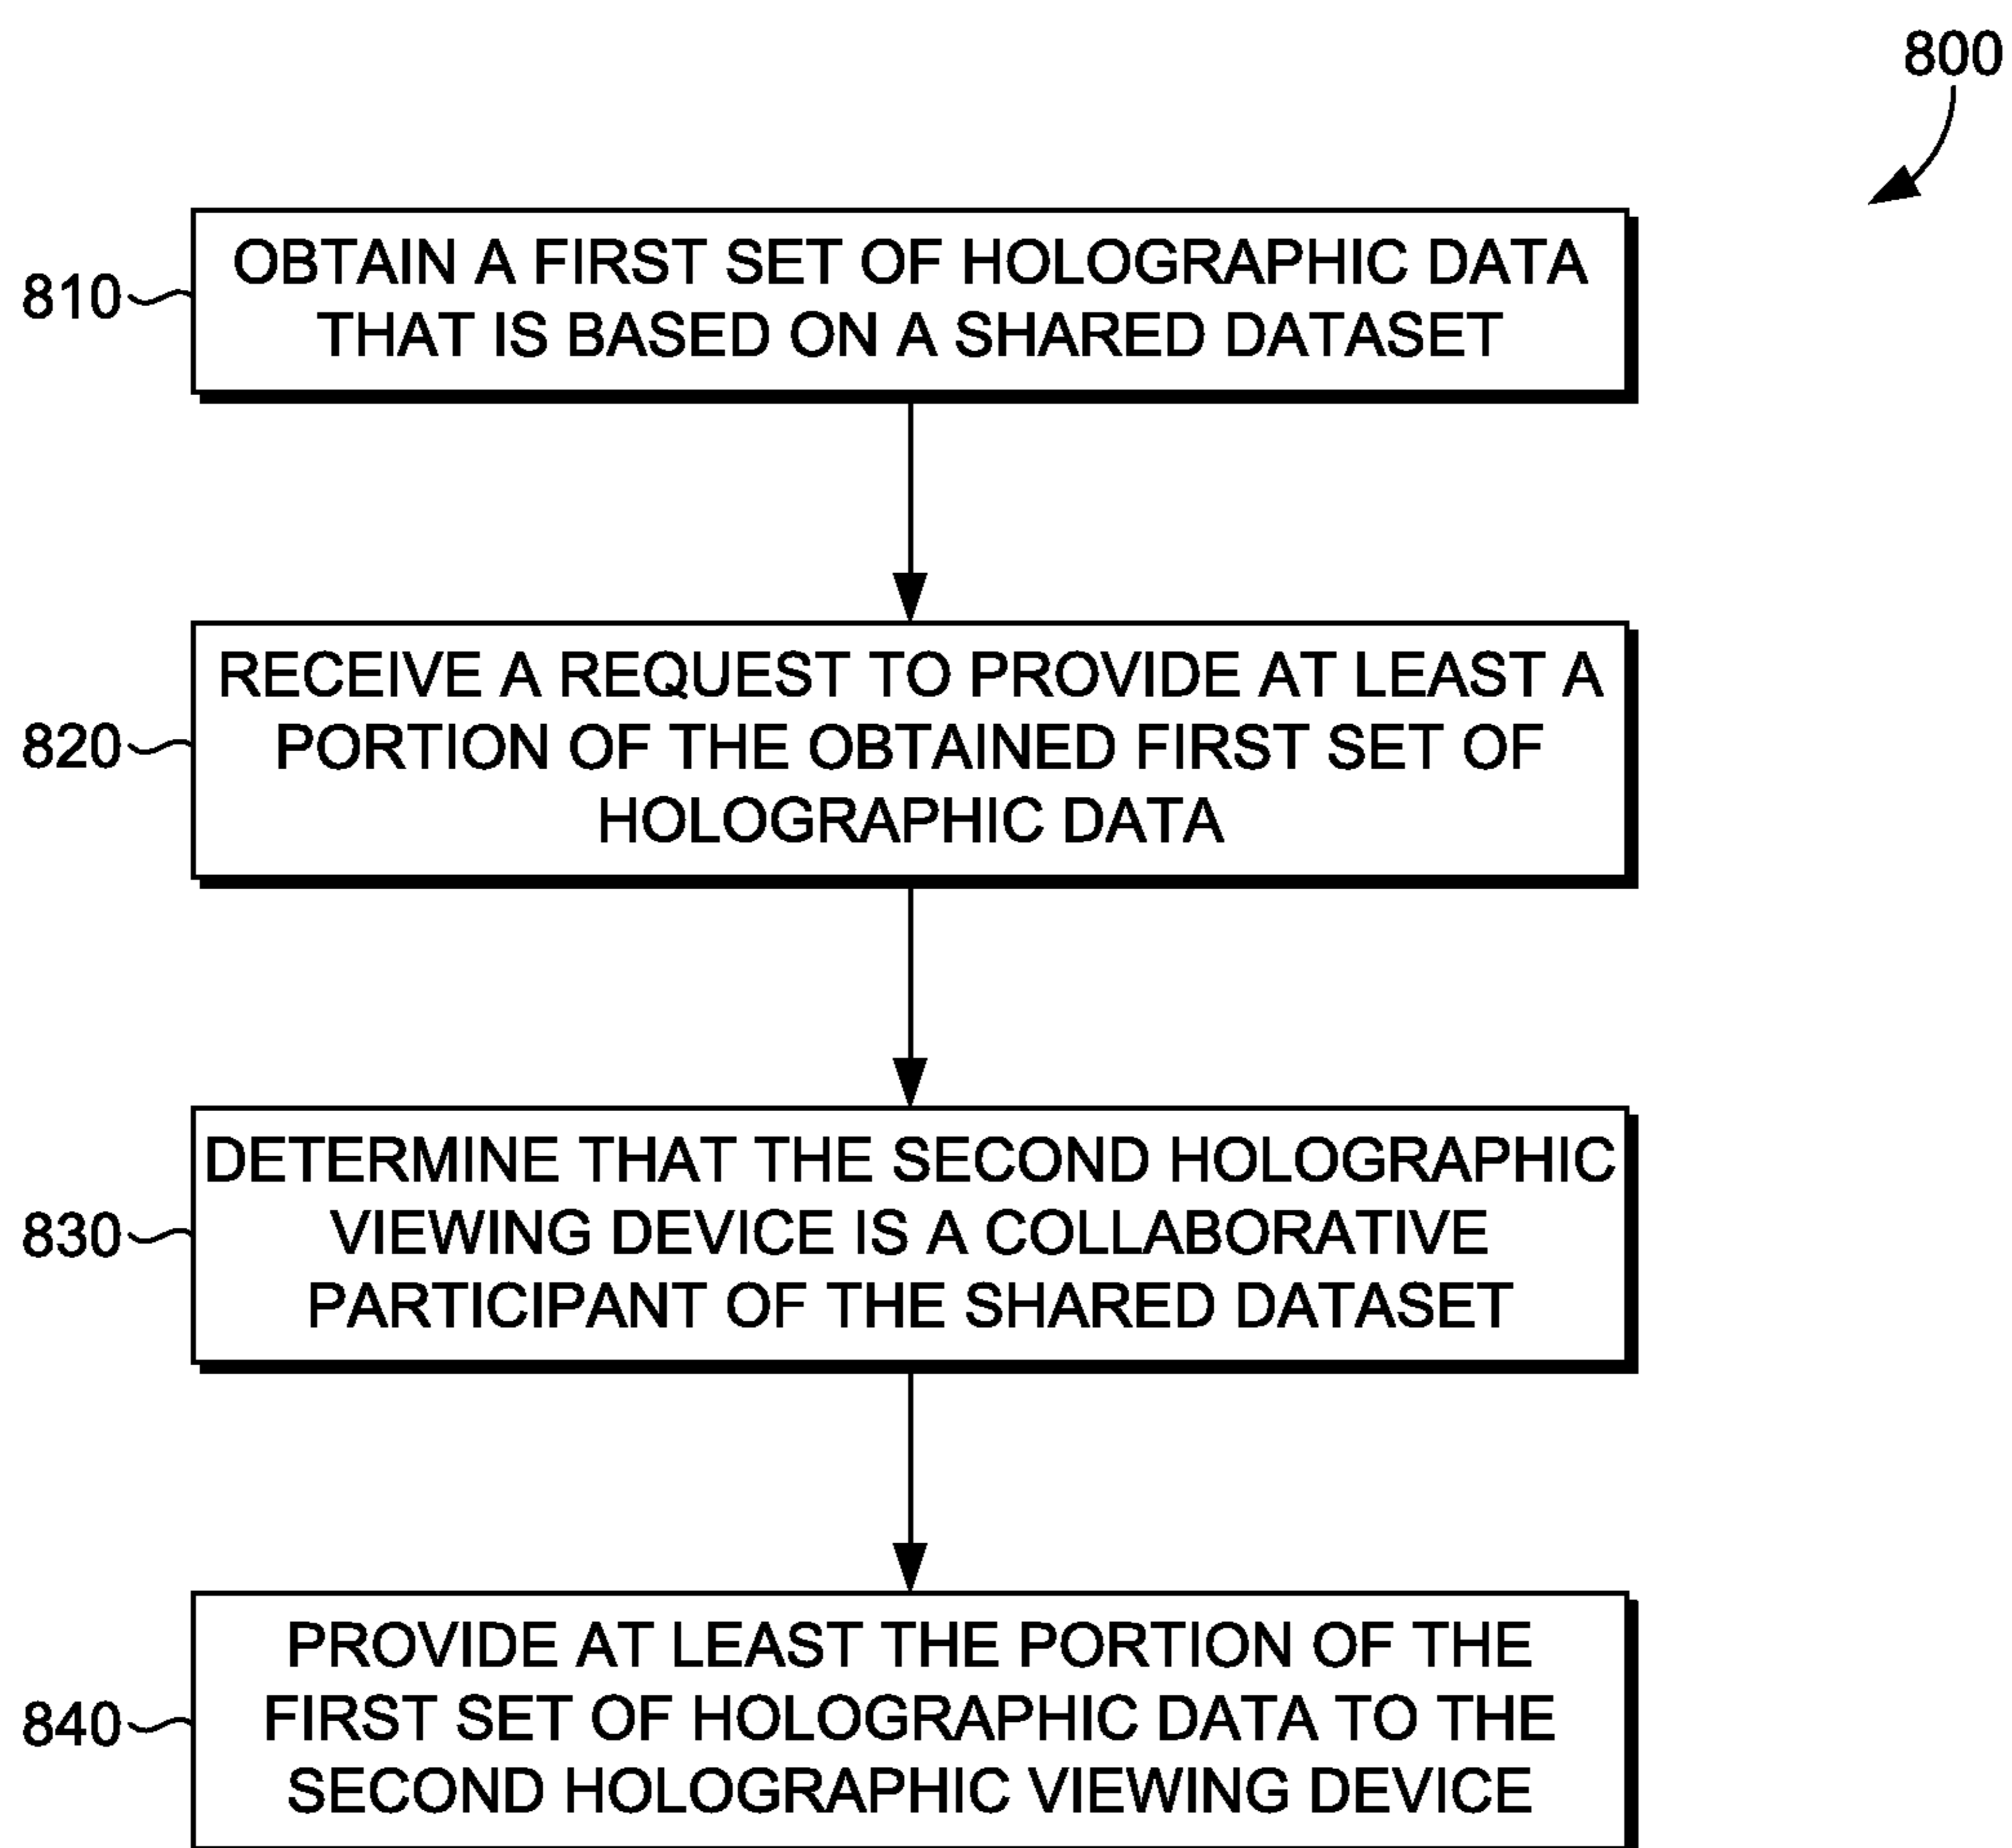 800
810
OBTAIN A FIRST SET OF HOLOGRAPHIC DATA
THAT IS BASED ON A SHARED DATASET
820
RECEIVE A REQUEST TO PROVIDE AT LEAST A
PORTION OF THE OBTAINED FIRST SET OF
HOLOGRAPHIC DATA
830
DETERMINE THAT THE SECOND HOLOGRAPHIC
VIEWING DEVICE IS A COLLABORATIVE
PARTICIPANT OF THE SHARED DATASET
840
PROVIDE AT LEAST THE PORTION OF THE
FIRST SET OF HOLOGRAPHIC DATA TO THE
SECOND HOLOGRAPHIC VIEWING DEVICE